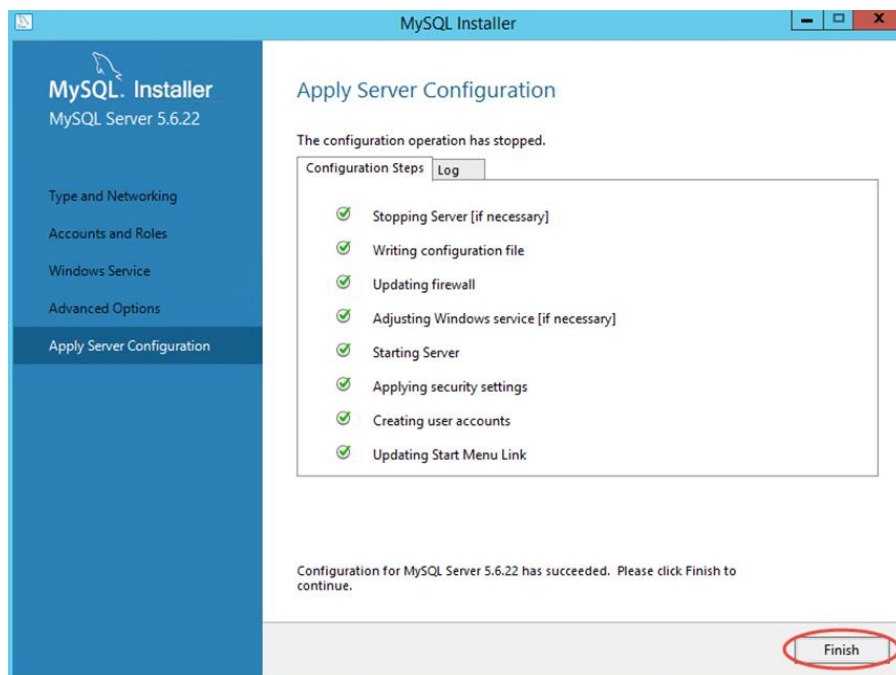 MySQL Installer
MySQL. Installer
MySQL Server 5.6.22
Type and Networking
Accounts and Roles
Windows Service
Advanced Options
Apply Server Configuration
Apply Server Configuration
The configuration operation has stopped.
Configuration Steps
Log
Stopping Server [if necessary]
Writing configuration file
Updating firewall
Adjusting Windows service [if necessary]
Starting Server
Applying security settings
Creating user accounts
Updating Start Menu Link
Configuration for MySQL Server 5.6.22 has succeeded. Please click Finish to
continue.
Finish